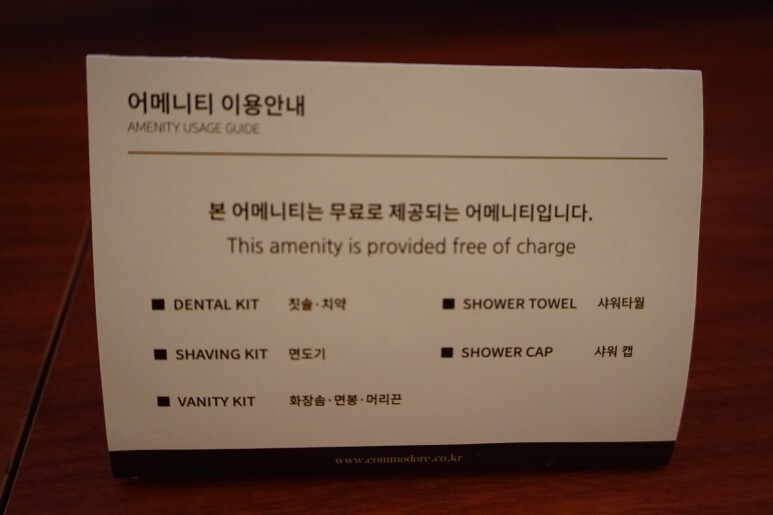 어메니티 이용안내
AMENITY USAGE GUIDE
본 어메니티는 무료로 제공되는 어메니티입니다.
This amenity is provided free of charge
■ DENTAL KIT 칫솔·치약 ■ SHOWER TOWEL 샤워타월
■ SHAVING KIT 면도기 ■ SHOWER CAP 샤워 캡
■ VANITY KIT 화장솜·면봉·머리끈
www.commodore.co.kr